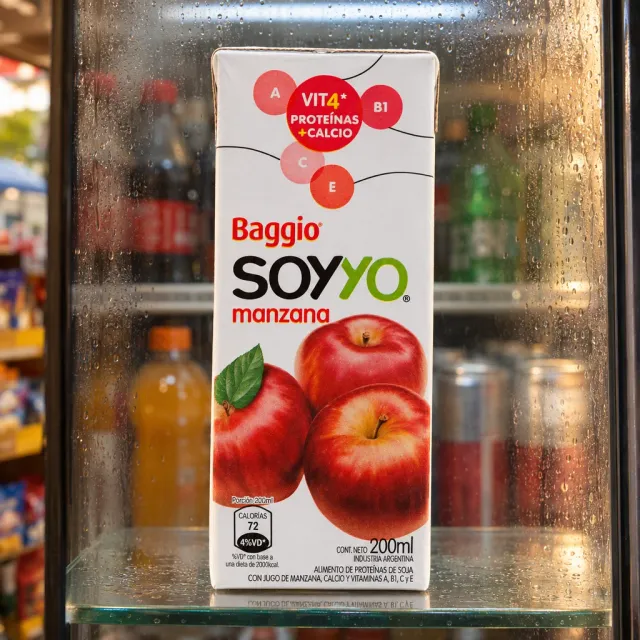 A
VIT4*
PROTEÍNAS
+CALCIO
B1
C
E
Baggio®
SOYYO®
manzana
Porción 200ml
CALORÍAS
72
4%VD*
%VD* con base a
una dieta de 2000kcal.
CONT. NETO 200ml
INDUSTRIA ARGENTINA
ALIMENTO DE PROTEÍNAS DE SOJA
CON JUGO DE MANZANA, CALCIO Y VITAMINAS A, B1, C y E